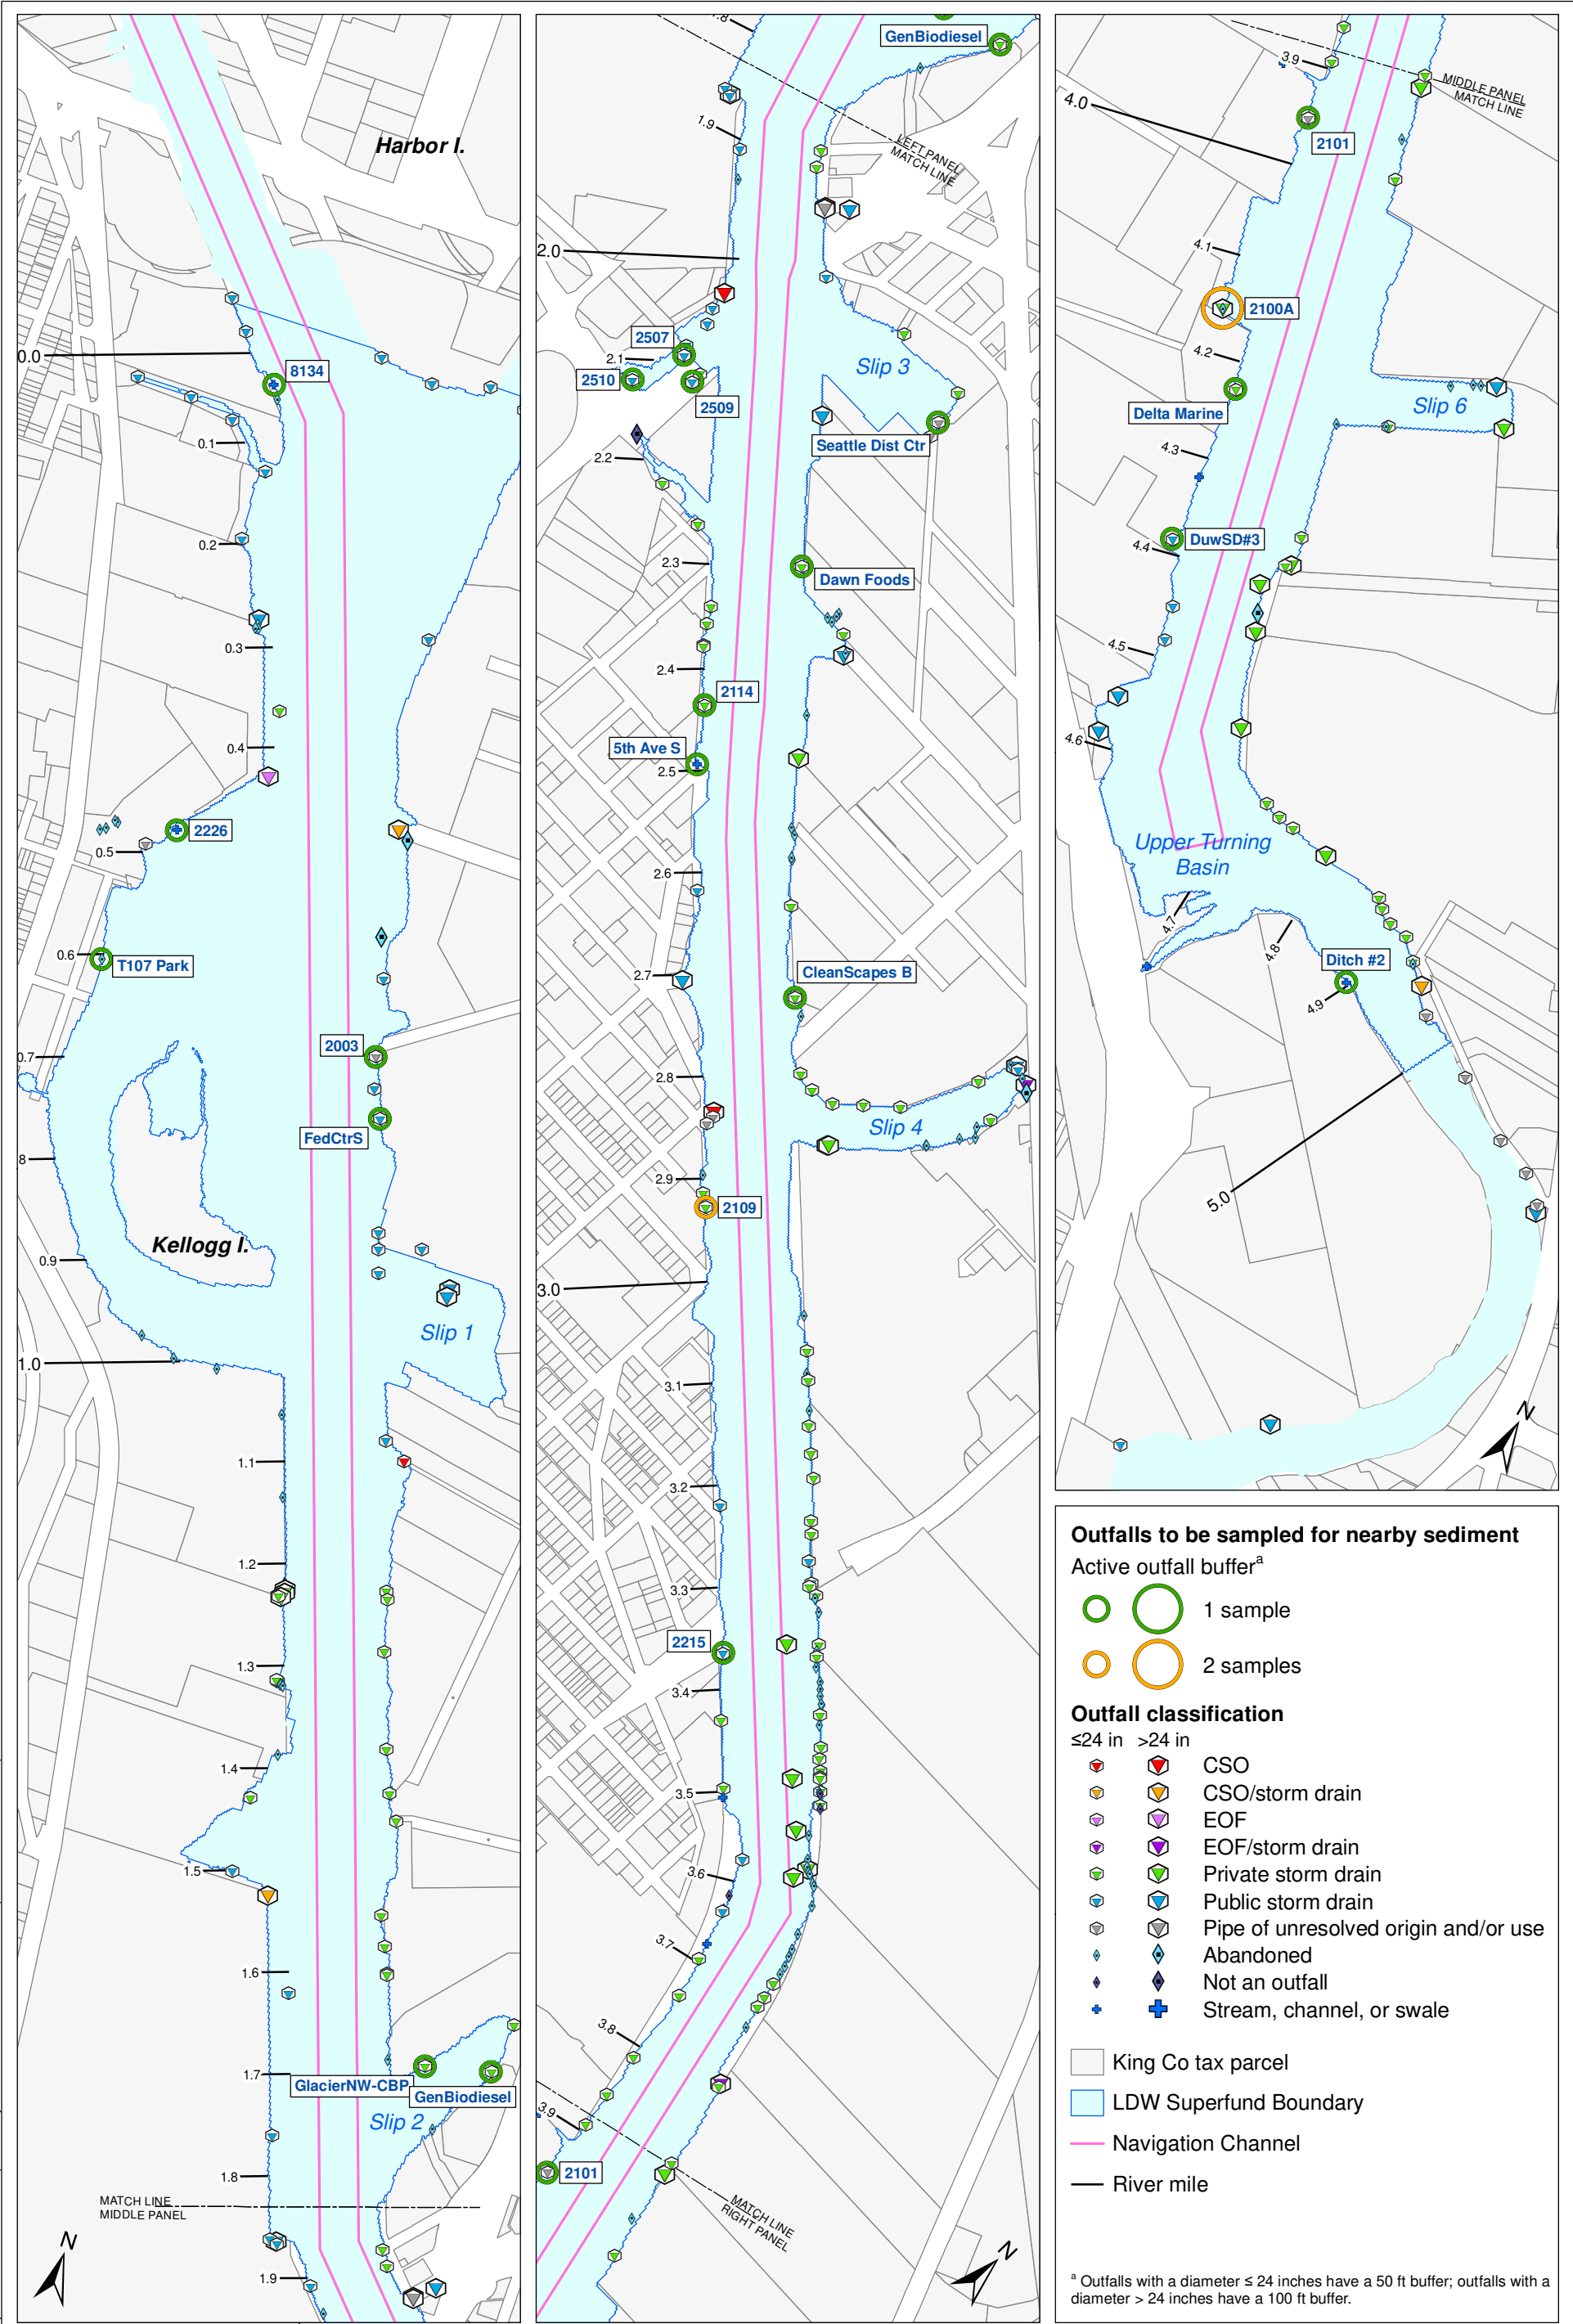 Harbor I.
0.0
8134
0.1
0.2
0.3
0.4
2226
0.5
0.6
T107 Park
2003
0.7
FedCtrS
8
Kellogg I.
0.9
Slip 1
1.0
1.1
1.2
1.3
1.4
1.5
1.6
1.7
GlacierNW-CBP
GenBiodiesel
Slip 2
1.8
MATCH LINE
MIDDLE PANEL
N
1.9
.8
GenBiodiesel
1.9
LEFT PANEL
MATCH LINE
2.0
2507
2.1
Slip 3
2510
2509
Seattle Dist Ctr
2.2
2.3
Dawn Foods
2.4
2114
5th Ave S
2.5
2.6
2.7
CleanScapes B
2.8
Slip 4
2.9
2109
3.0
3.1
3.2
3.3
2215
3.4
3.5
3.6
3.7
3.8
3.9
2101
MATCH LINE
RIGHT PANEL
N
3.9
MIDDLE PANEL
MATCH LINE
4.0
2101
4.1
2100A
4.2
Delta Marine
Slip 6
4.3
DuwSD#3
4.4
4.5
4.6
Upper Turning
Basin
4.7
4.8
Ditch #2
4.9
5.0
N
Outfalls to be sampled for nearby sediment
Active outfall buffer<sup>a</sup>
1 sample
2 samples
Outfall classification
≤24 in >24 in
CSO
CSO/storm drain
EOF
EOF/storm drain
Private storm drain
Public storm drain
Pipe of unresolved origin and/or use
Abandoned
Not an outfall
Stream, channel, or swale
King Co tax parcel
LDW Superfund Boundary
Navigation Channel
River mile
<sup>a</sup> Outfalls with a diameter ≤ 24 inches have a 50 ft buffer; outfalls with a
diameter > 24 inches have a 100 ft buffer.